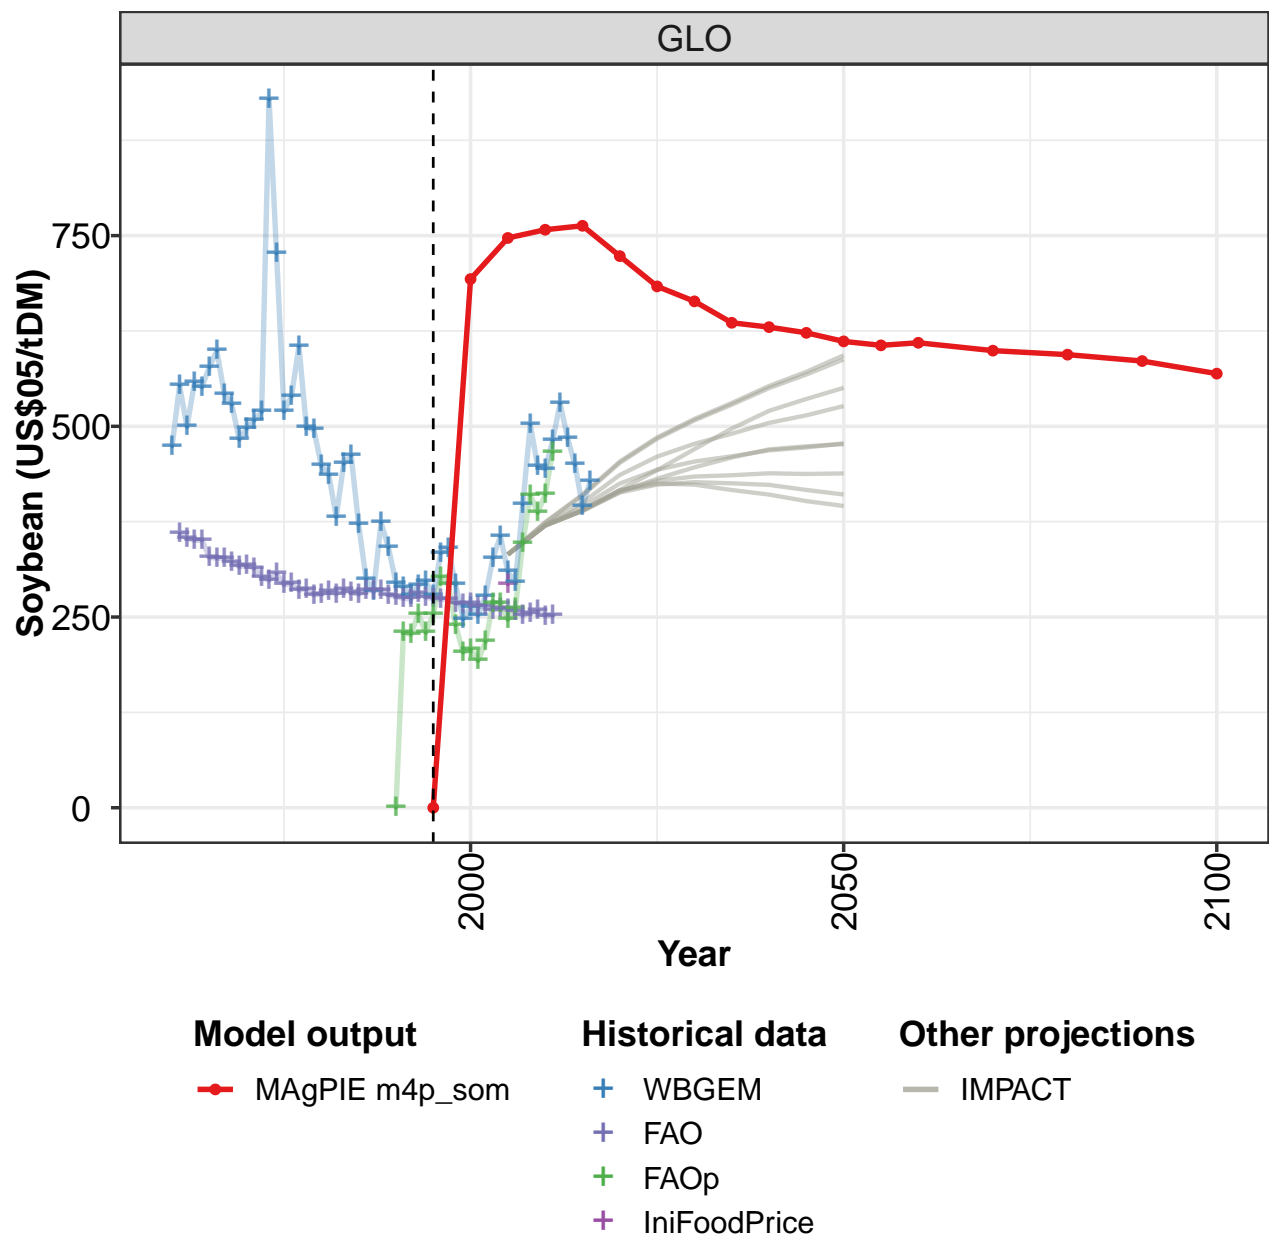 GLO
Soybean (US$05/tDM)
750
500
250
0
2000
2050
2100
Year
Model output
MAgPIE m4p_som
Historical data
WBGEM
FAO
FAOp
IniFoodPrice
Other projections
IMPACT